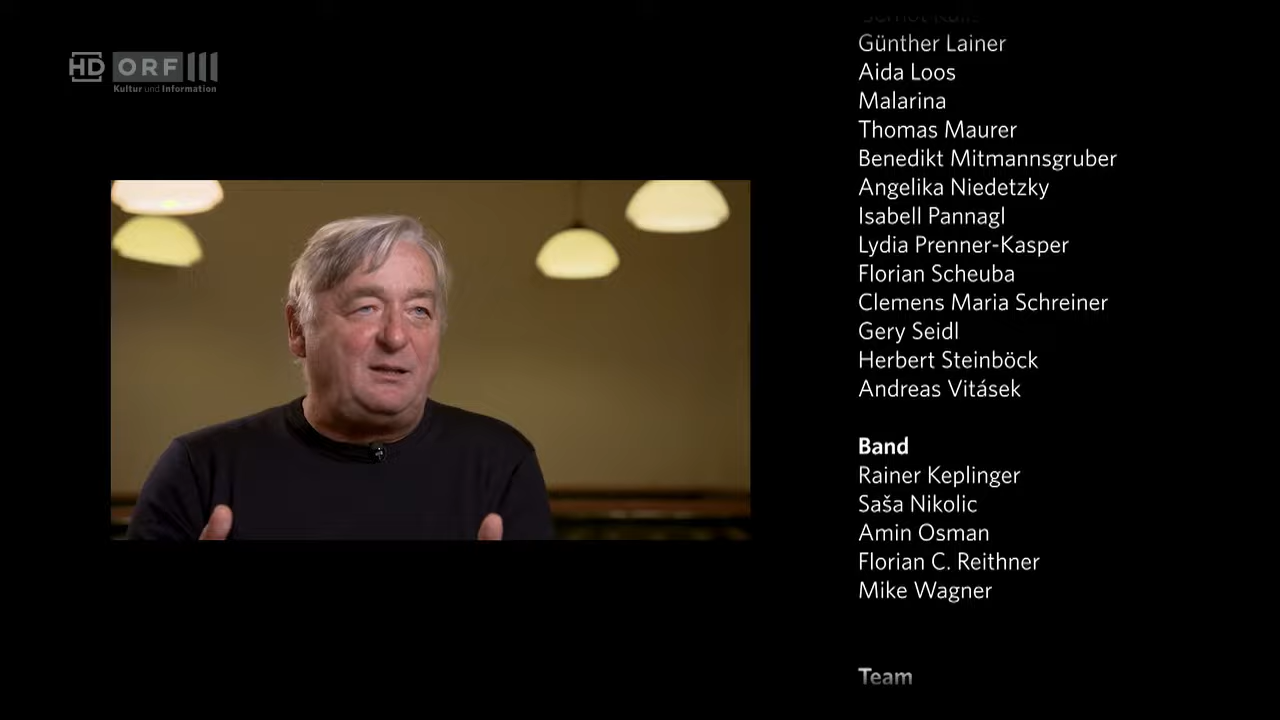 HD ORF III
Kultur und Information
Günther Lainer
Aida Loos
Malarina
Thomas Maurer
Benedikt Mitmannsgruber
Angelika Niedetzky
Isabell Pannagl
Lydia Prenner-Kasper
Florian Scheuba
Clemens Maria Schreiner
Gery Seidl
Herbert Steinböck
Andreas Vitásek
Band
Rainer Keplinger
Saša Nikolic
Amin Osman
Florian C. Reithner
Mike Wagner
Team